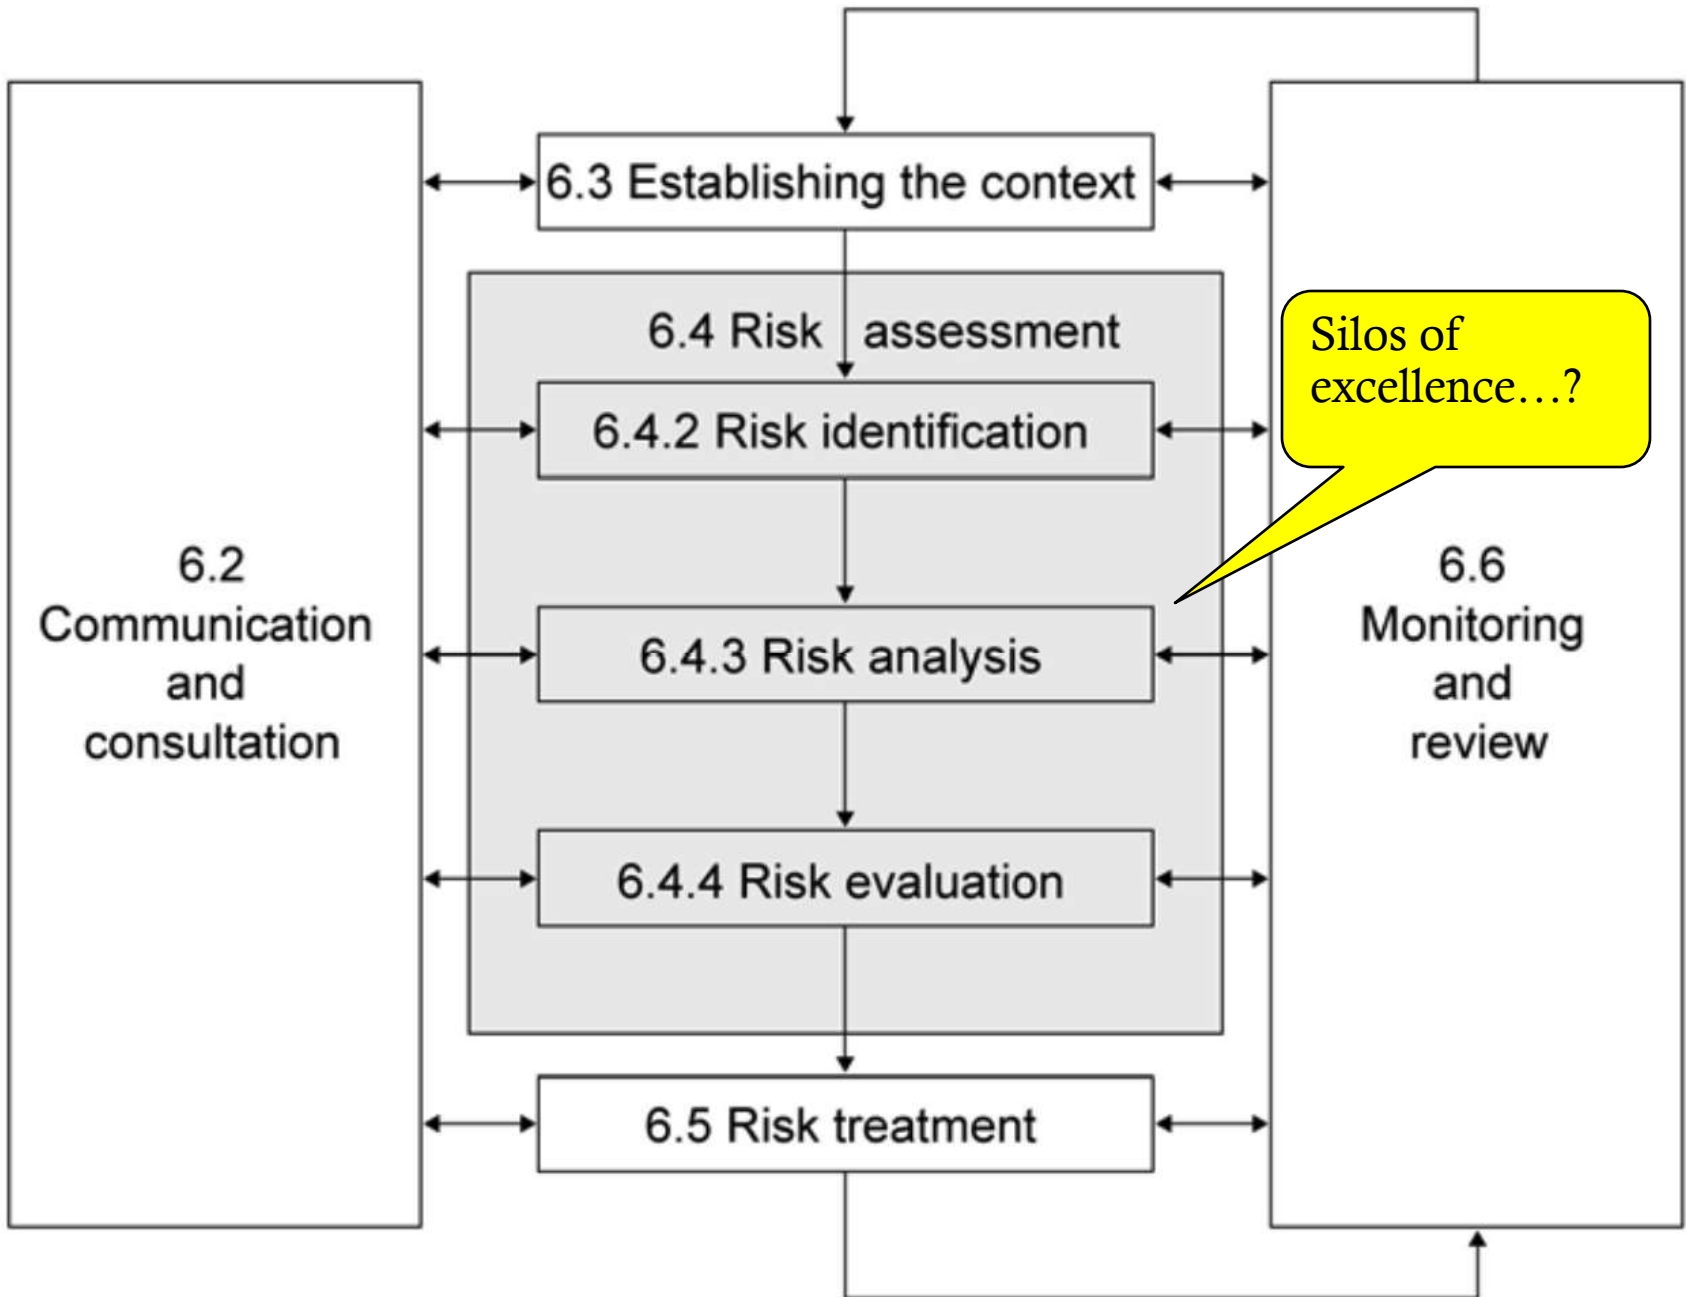 6.3 Establishing the context
6.4 Risk assessment
Silos of
excellence…?
6.4.2 Risk identification
6.2
Communication
and
consultation
6.4.3 Risk analysis
6.6
Monitoring
and
review
6.4.4 Risk evaluation
6.5 Risk treatment